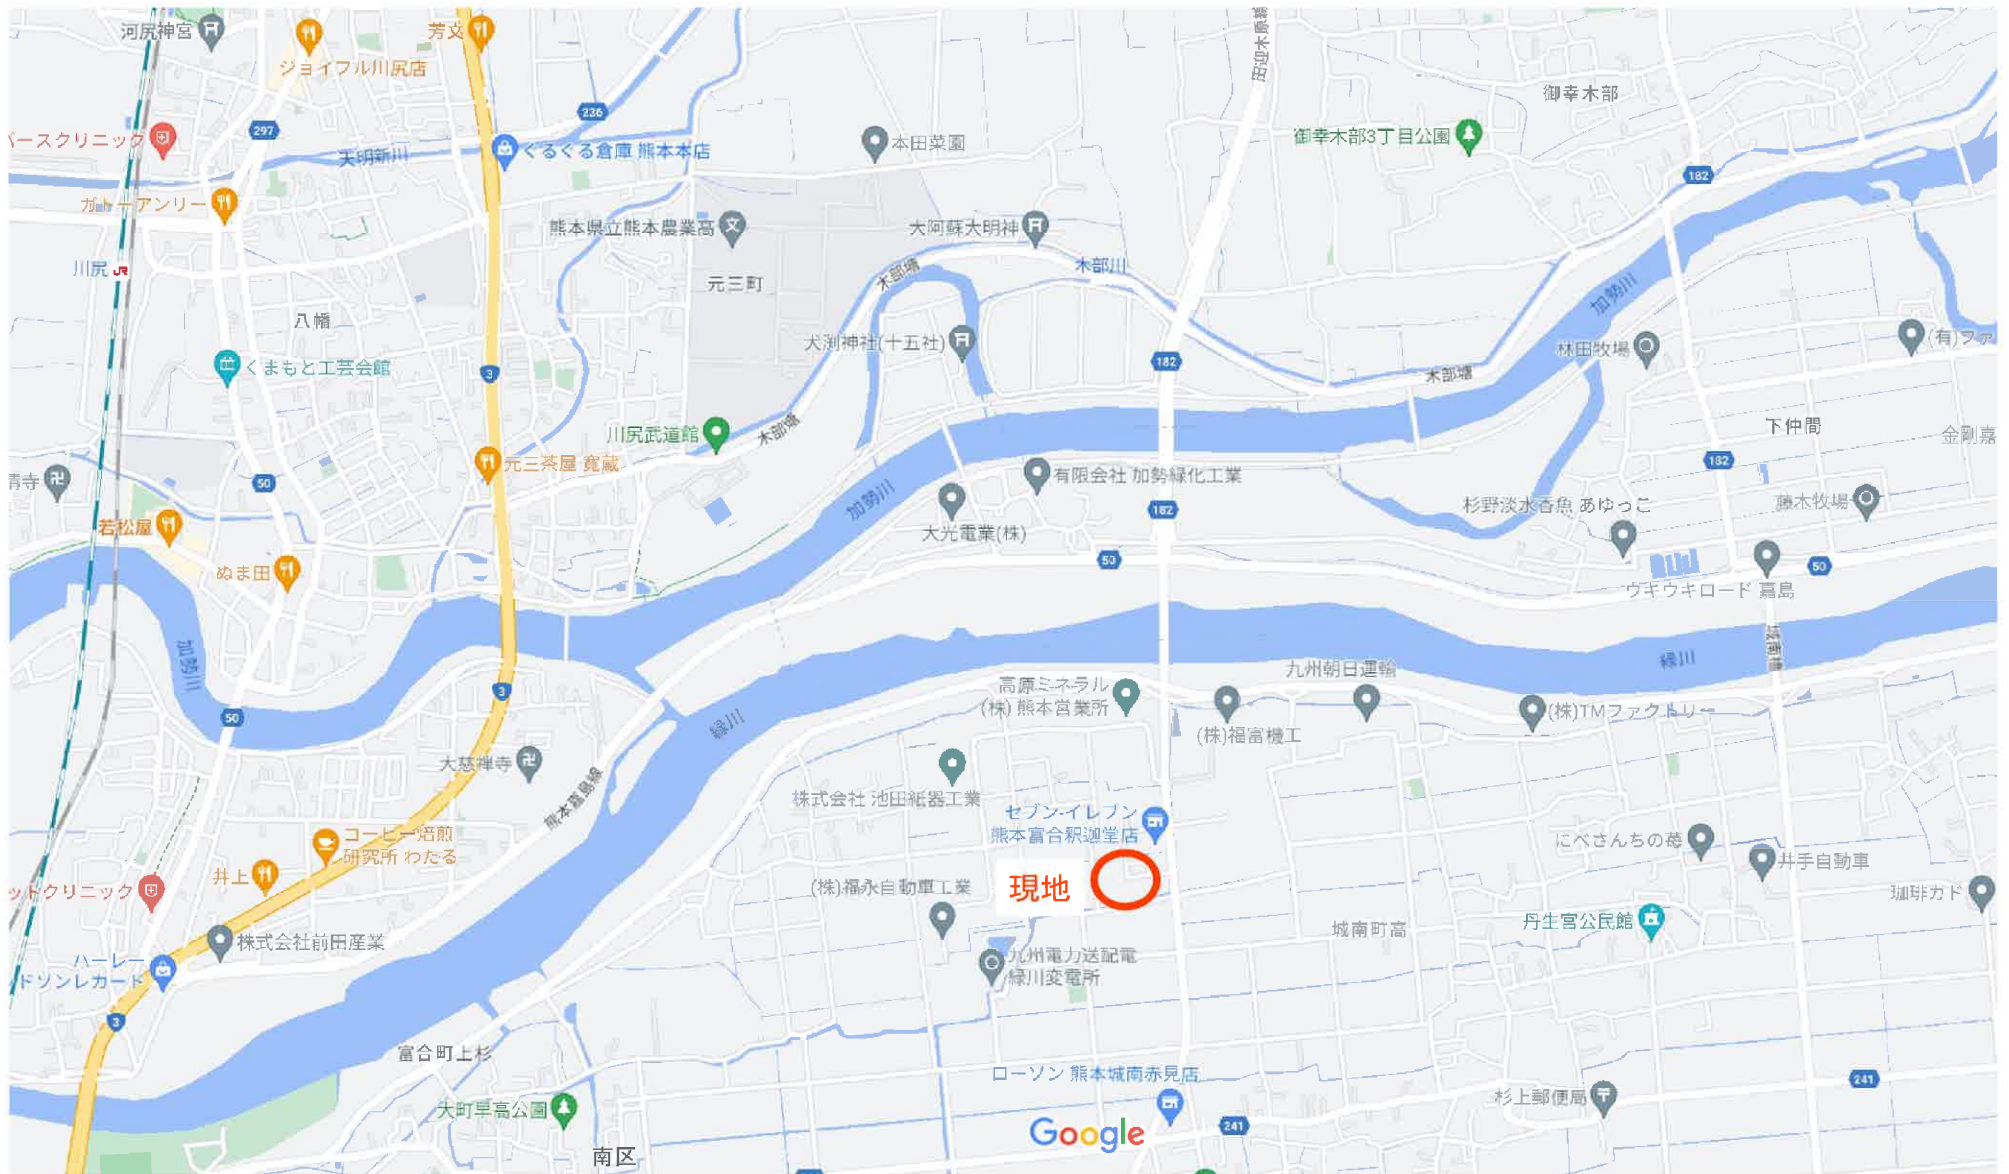 河尻神宮
ジョイフル川尻店
芳文
御幸木部
236
297
ースクリニック
天明新川
くるくる倉庫 熊本本店
本田菜園
御幸木部3丁目公園
182
ガトーアンリー
熊本県立熊本農業高
大阿蘇大明神
川尻 JR
元三町
木部塘
木部川
加勢川
八幡
犬渕神社(十五社)
182
林田牧場
(有)ファ
くまもと工芸会館
3
木部塘
川尻武道館
木部塘
下仲間
金剛嘉
清寺
50
元三茶屋 寛蔵
加勢川
有限会社 加勢緑化工業
182
182
若松屋
大光電業(株)
杉野淡水香魚 あゆっこ
藤木牧場
ぬま田
50
50
ウキウキロード 嘉島
加勢川
城南橋
緑川
九州朝日運輸
高原ミネラル
(株) 熊本営業所
50
3
緑川
(株)福富機工
(株)TMファクトリー
大慈禅寺
熊本嘉島線
株式会社 池田紙器工業
セブン-イレブン
熊本富合釈迦堂店
コーヒー焙煎
研究所 わたる
にべさんちの苺
井手自動車
井上
ットクリニック
(株)福永自動車工業
現地
珈琲カド
城南町高
丹生宮公民館
株式会社前田産業
ハーレー
ドソンレカード
九州電力送配電
緑川変電所
3
富合町上杉
ローソン 熊本城南赤見店
241
大町早高公園
杉上郵便局
Google
241
南区